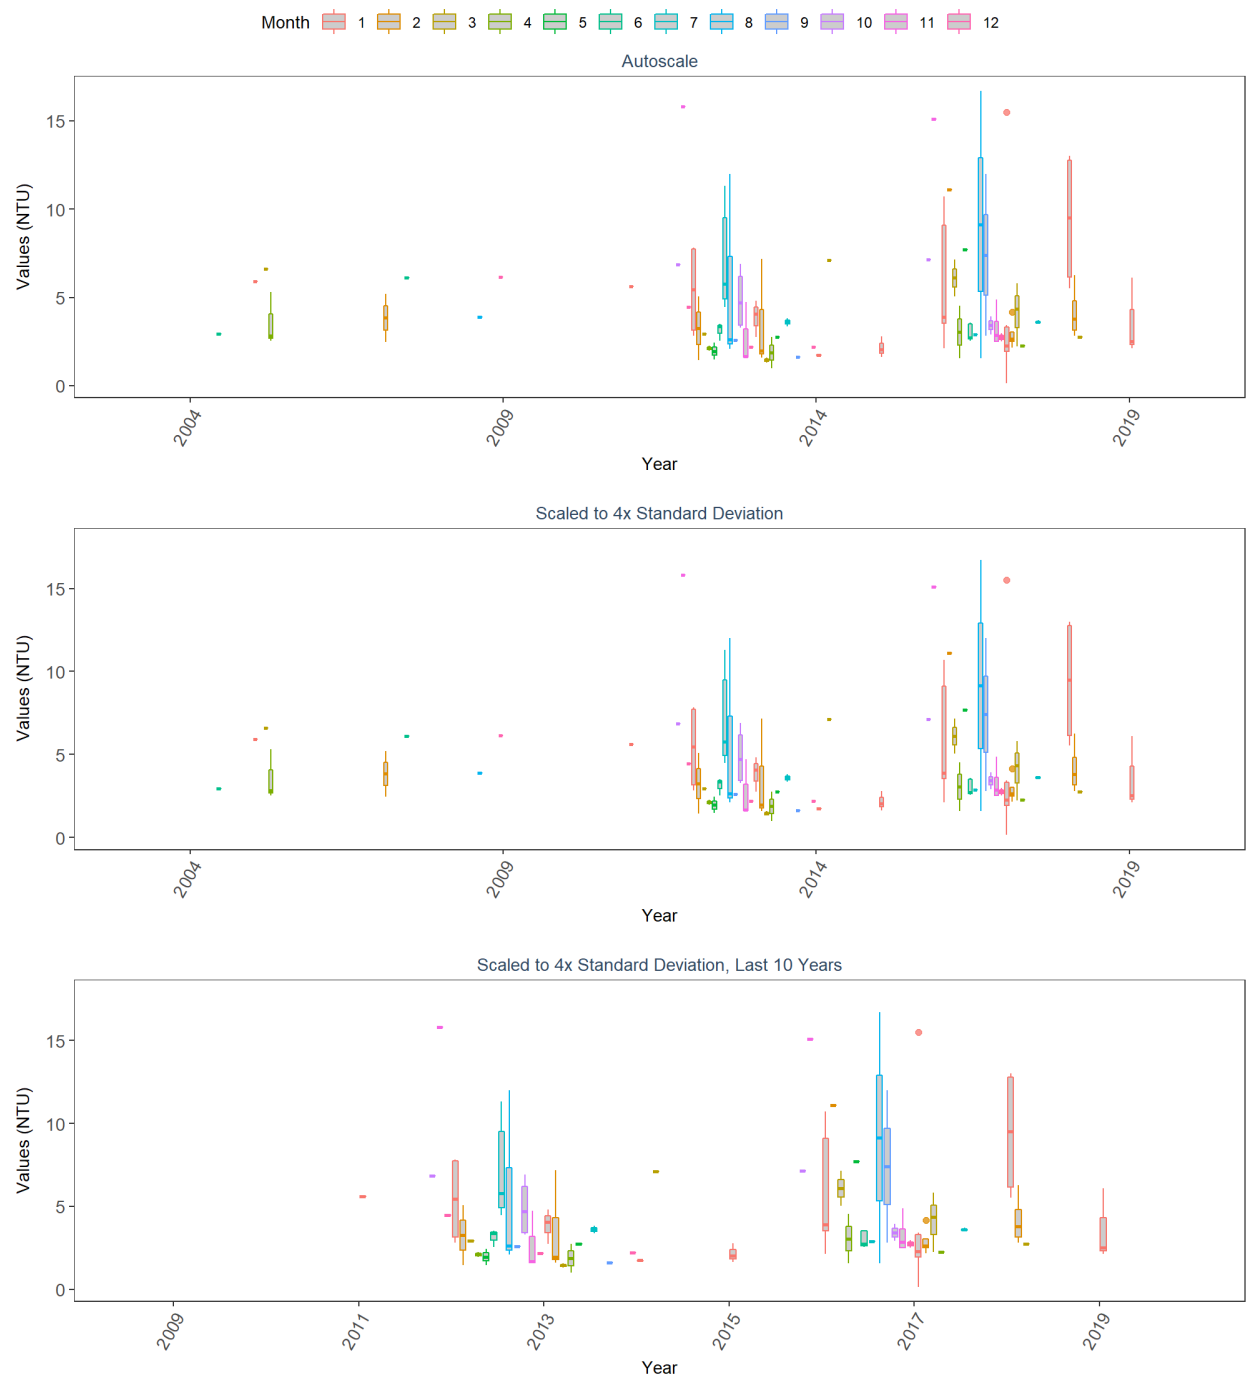 Month 1 2 3 4 5 6 7 8 9 10 11 12
Autoscale
Values (NTU)
15
10
5
0
2004 2009 2014 2019
Year
Scaled to 4x Standard Deviation
Values (NTU)
15
10
5
0
2004 2009 2014 2019
Year
Scaled to 4x Standard Deviation, Last 10 Years
Values (NTU)
15
10
5
0
2009 2011 2013 2015 2017 2019
Year